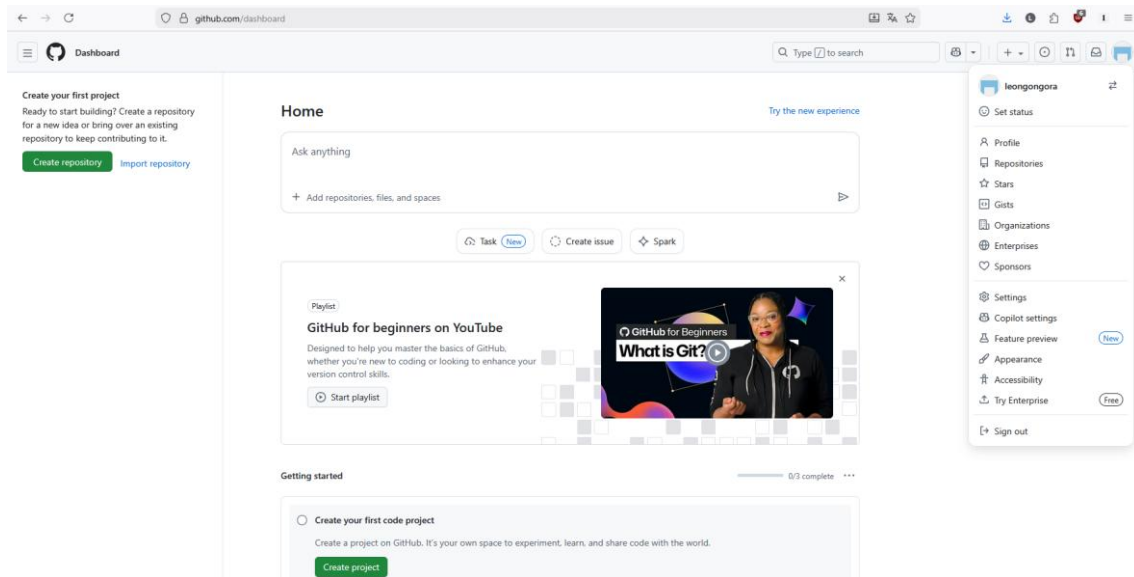 github.com/dashboard
Dashboard
Type / to search
Create your first project
Ready to start building? Create a repository
for a new idea or bring over an existing
repository to keep contributing to it.
Create repository
Import repository
Home
Try the new experience
Ask anything
Add repositories, files, and spaces
Task New
Create issue
Spark
Playlist
GitHub for beginners on YouTube
Designed to help you master the basics of GitHub,
whether you're new to coding or looking to enhance your
version control skills.
Start playlist
GitHub for Beginners
What is Git?
Getting started
0/3 complete
Create your first code project
Create a project on GitHub. It's your own space to experiment, learn, and share code with the world.
Create project
leongongora
Set status
Profile
Repositories
Stars
Gists
Organizations
Enterprises
Sponsors
Settings
Copilot settings
Feature preview New
Appearance
Accessibility
Try Enterprise Free
Sign out